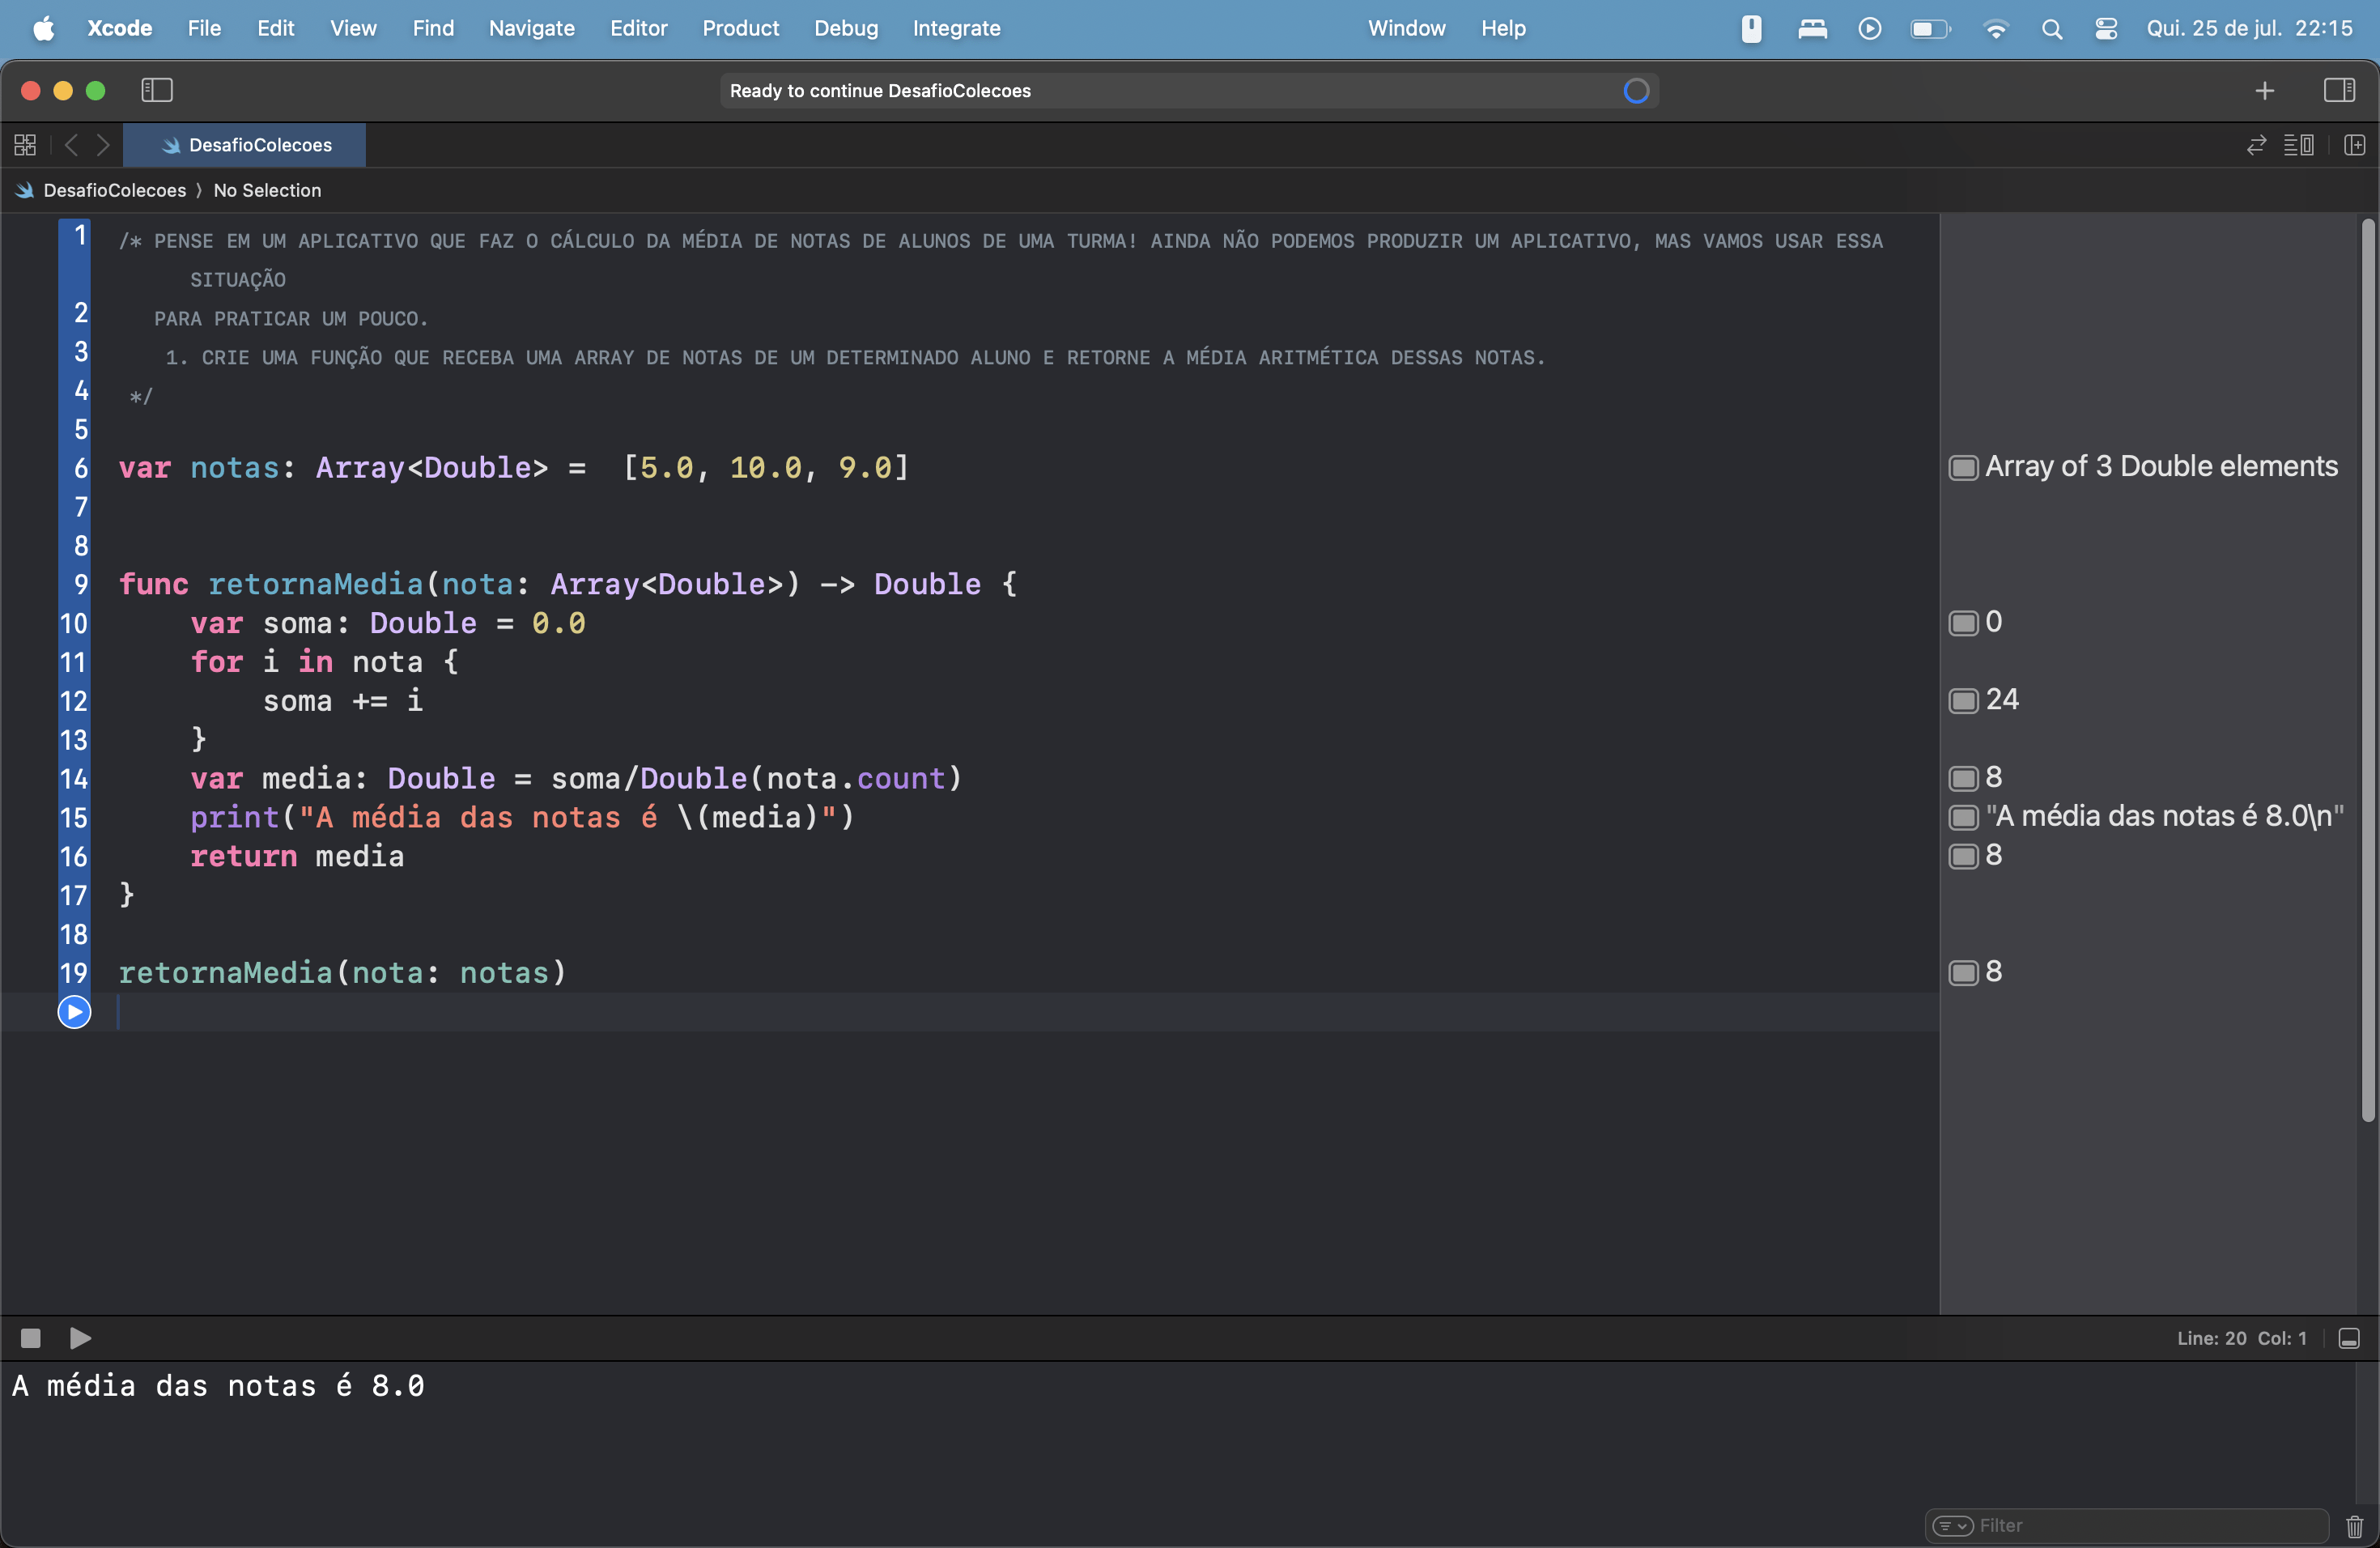 Xcode File Edit View Find Navigate Editor Product Debug Integrate Window Help Qui. 25 de jul. 22:15
Ready to continue DesafioColecoes
DesafioColecoes
DesafioColecoes ⟩ No Selection
1 /* PENSE EM UM APLICATIVO QUE FAZ O CÁLCULO DA MÉDIA DE NOTAS DE ALUNOS DE UMA TURMA! AINDA NÃO PODEMOS PRODUZIR UM APLICATIVO, MAS VAMOS USAR ESSA
SITUAÇÃO
2 PARA PRATICAR UM POUCO.
3 1. CRIE UMA FUNÇÃO QUE RECEBA UMA ARRAY DE NOTAS DE UM DETERMINADO ALUNO E RETORNE A MÉDIA ARITMÉTICA DESSAS NOTAS.
4 */
5
6 var notas: Array<Double> =  [5.0, 10.0, 9.0] Array of 3 Double elements
7
8
9 func retornaMedia(nota: Array<Double>) -> Double {
10 var soma: Double = 0.0 0
11 for i in nota {
12 soma += i 24
13 }
14 var media: Double = soma/Double(nota.count) 8
15 print("A média das notas é \(media)") "A média das notas é 8.0\n"
16 return media 8
17 }
18
19 retornaMedia(nota: notas) 8
Line: 20 Col: 1
A média das notas é 8.0
Filter